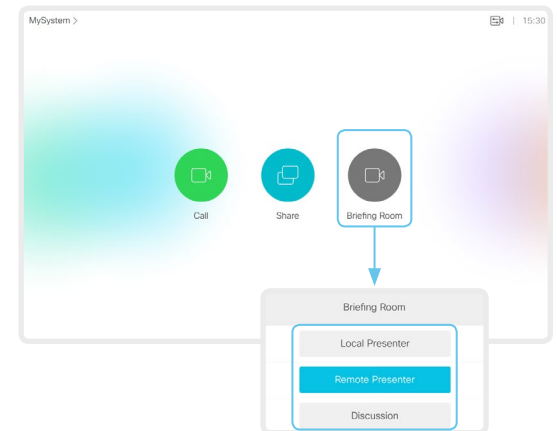 MySystem >
15:30
Call
Share
Briefing Room
Briefing Room
Local Presenter
Remote Presenter
Discussion